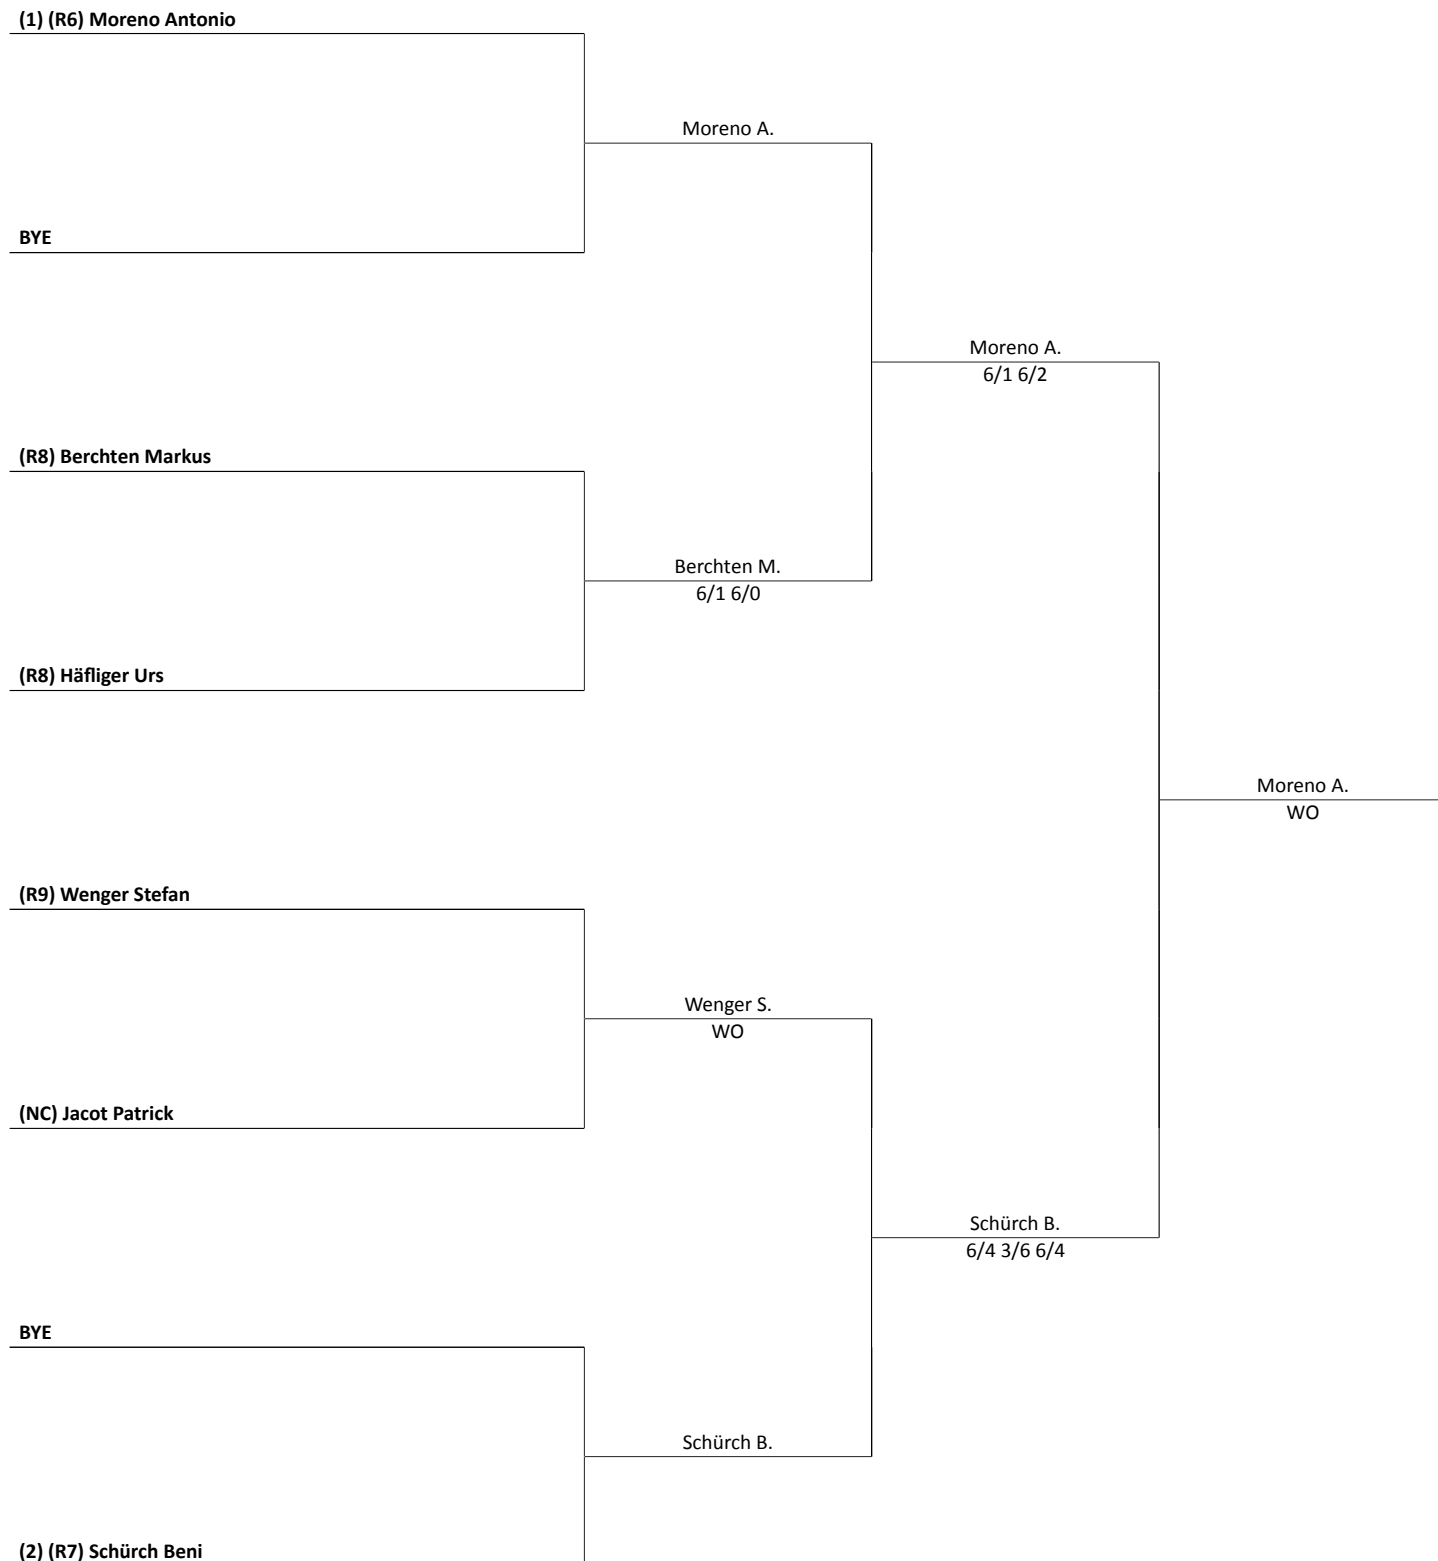 (1) (R6) Moreno Antonio
Moreno A.
BYE
Moreno A.
6/1 6/2
(R8) Berchten Markus
Berchten M.
6/1 6/0
(R8) Häfliger Urs
Moreno A.
WO
(R9) Wenger Stefan
Wenger S.
WO
(NC) Jacot Patrick
Schürch B.
6/4 3/6 6/4
BYE
Schürch B.
(2) (R7) Schürch Beni